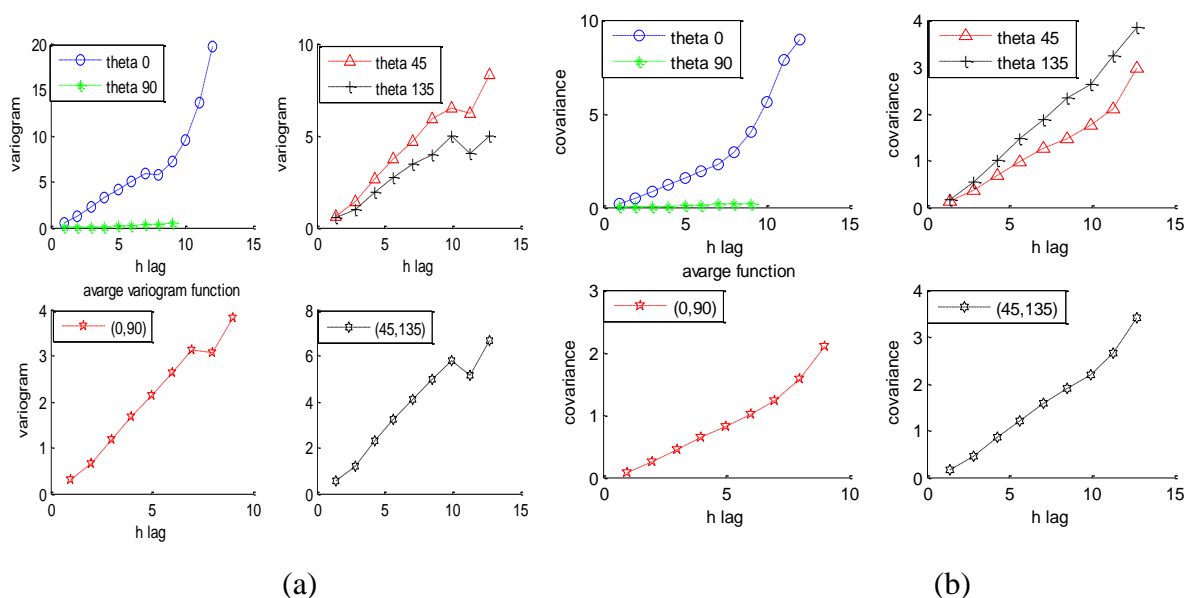 20
15
10
5
0
0 5 10 15
variogram
h lag
theta 0
theta 90
10
5
0
0 5 10 15
variogram
h lag
theta 45
theta 135
avarge variogram function
4
3
2
1
0
0 5 10
variogram
h lag
(0,90)
8
6
4
2
0
0 5 10 15
variogram
h lag
(45,135)
(a)
10
5
0
0 5 10 15
covariance
h lag
theta 0
theta 90
4
3
2
1
0
0 5 10 15
covariance
h lag
theta 45
theta 135
avarge function
3
2
1
0
0 5 10
covariance
h lag
(0,90)
4
3
2
1
0
0 5 10 15
covariance
h lag
(45,135)
(b)